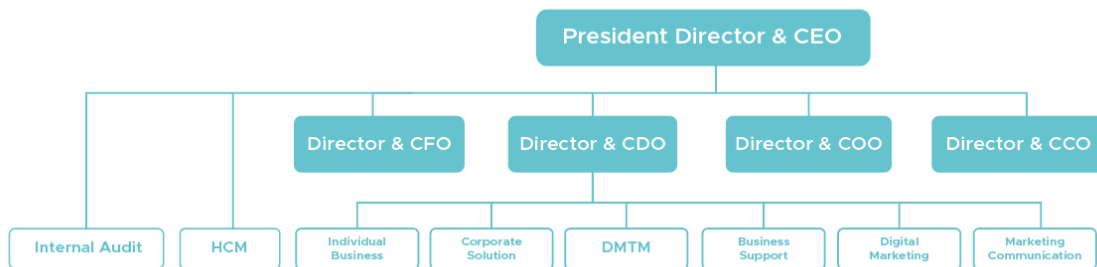 President Director & CEO
Director & CFO
Director & CDO
Director & COO
Director & CCO
Internal Audit
HCM
Individual
Business
Corporate
Solution
DMTM
Business
Support
Digital
Marketing
Marketing
Communication